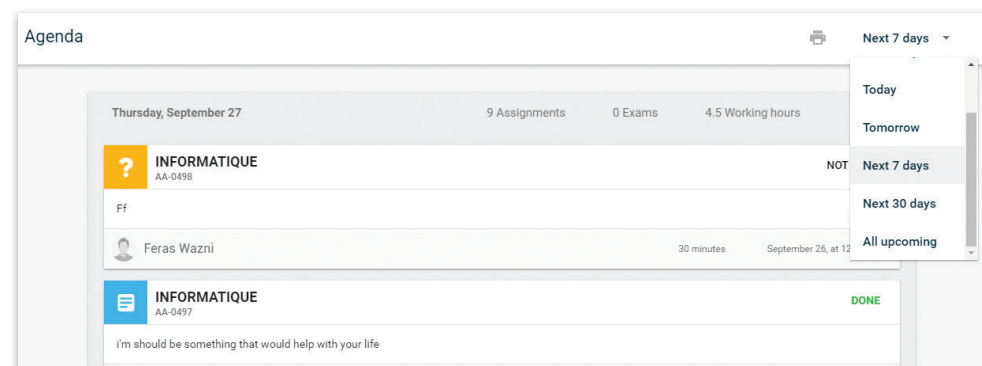 Agenda
Next 7 days
Today
Tomorrow
Next 7 days
Next 30 days
All upcoming
Thursday, September 27 9 Assignments 0 Exams 4.5 Working hours
INFORMATIQUE
NOT
AA-0498
Ff
Feras Wazni 30 minutes September 26, at 12
INFORMATIQUE
DONE
AA-0497
i'm should be something that would help with your life